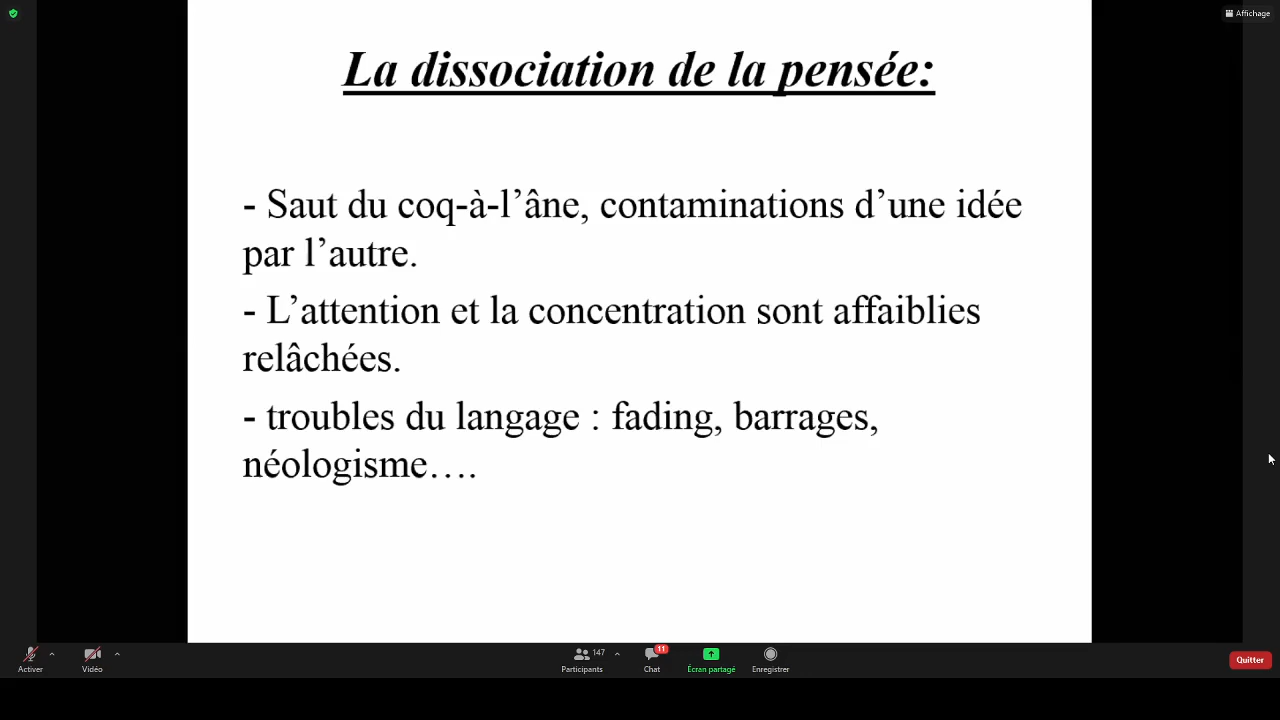 Affichage
La dissociation de la pensée:
- Saut du coq-à-l’âne, contaminations d’une idée
par l’autre.
- L’attention et la concentration sont affaiblies
relâchées.
- troubles du langage : fading, barrages,
néologisme….
147
11
Activer
Vidéo
Participants
Chat
Écran partagé
Enregistrer
Quitter